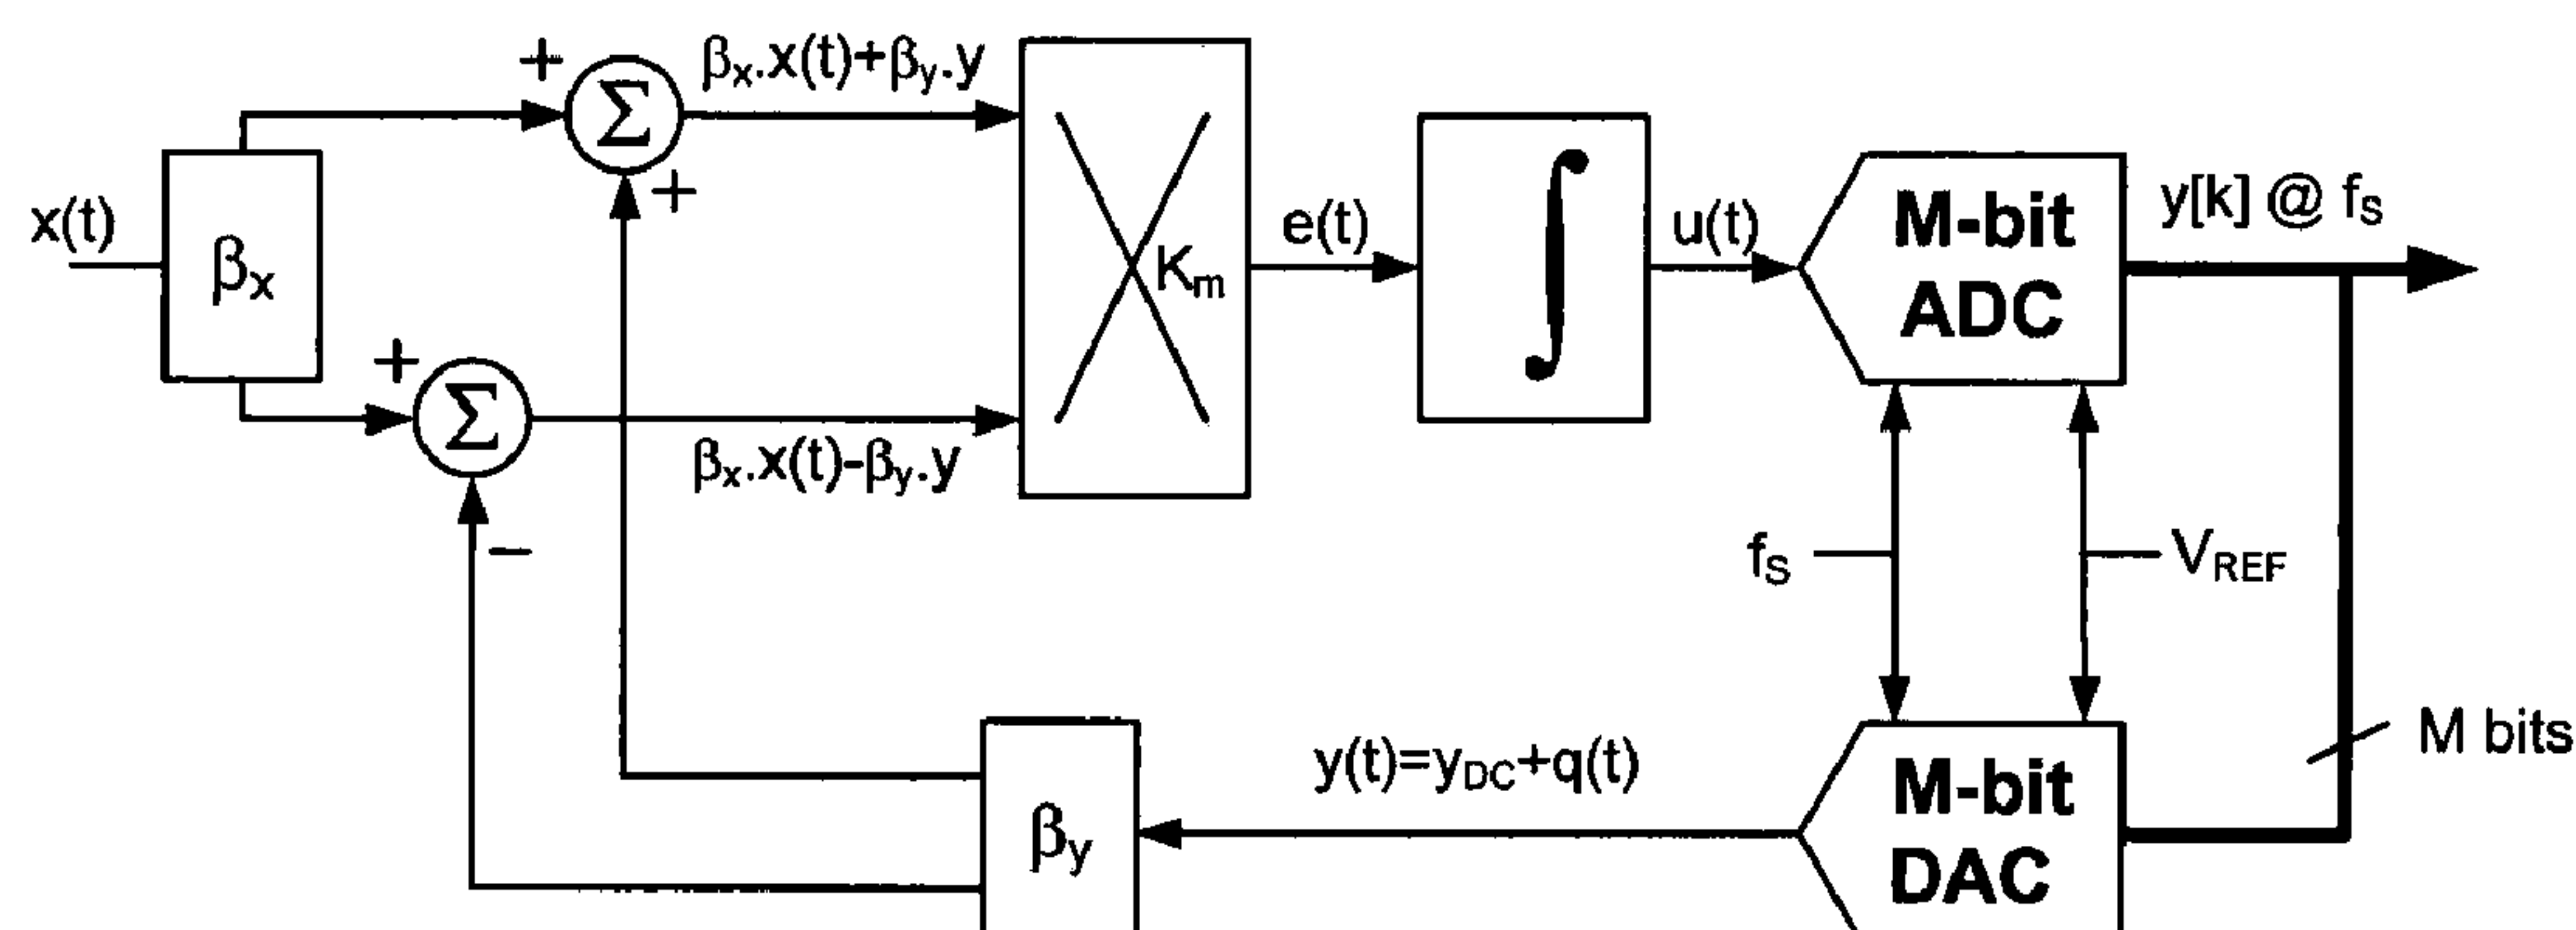 +
βx.x(t)+βy.y
Σ
+
x(t)
βx
Km
e(t)
∫
u(t)
M-bit
ADC
y[k] @ fS
+
Σ
βx.x(t)-βy.y
−
fS
VREF
y(t)=yDC+q(t)
βy
M-bit
DAC
M bits